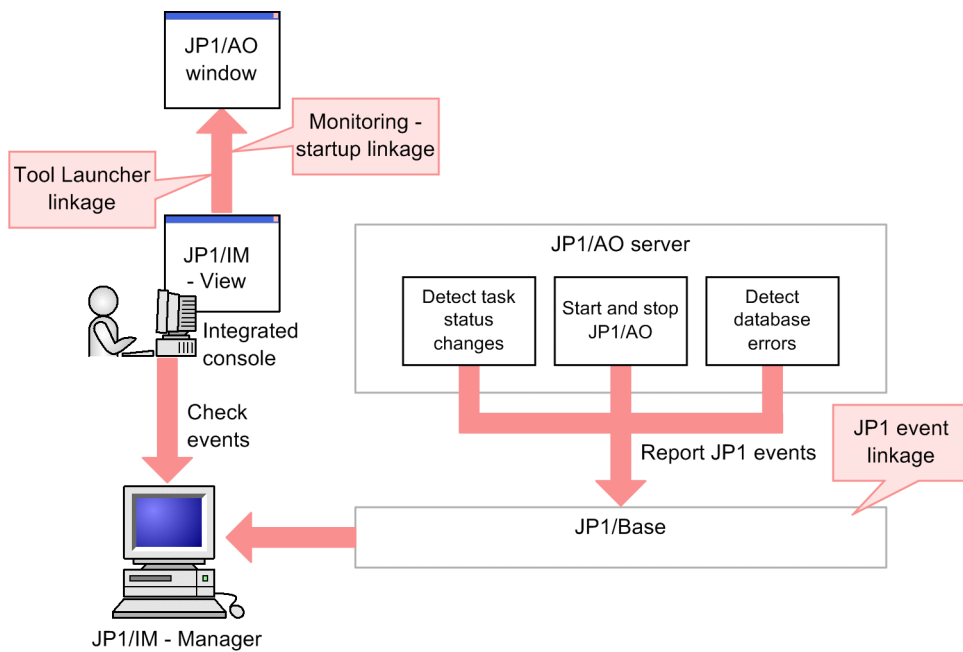 JP1/AO
window
Monitoring -
startup linkage
Tool Launcher
linkage
JP1/IM
- View
Integrated
console
Check
events
JP1/IM - Manager
JP1/AO server
Detect task
status
changes
Start and stop
JP1/AO
Detect
database
errors
Report JP1 events
JP1 event
linkage
JP1/Base